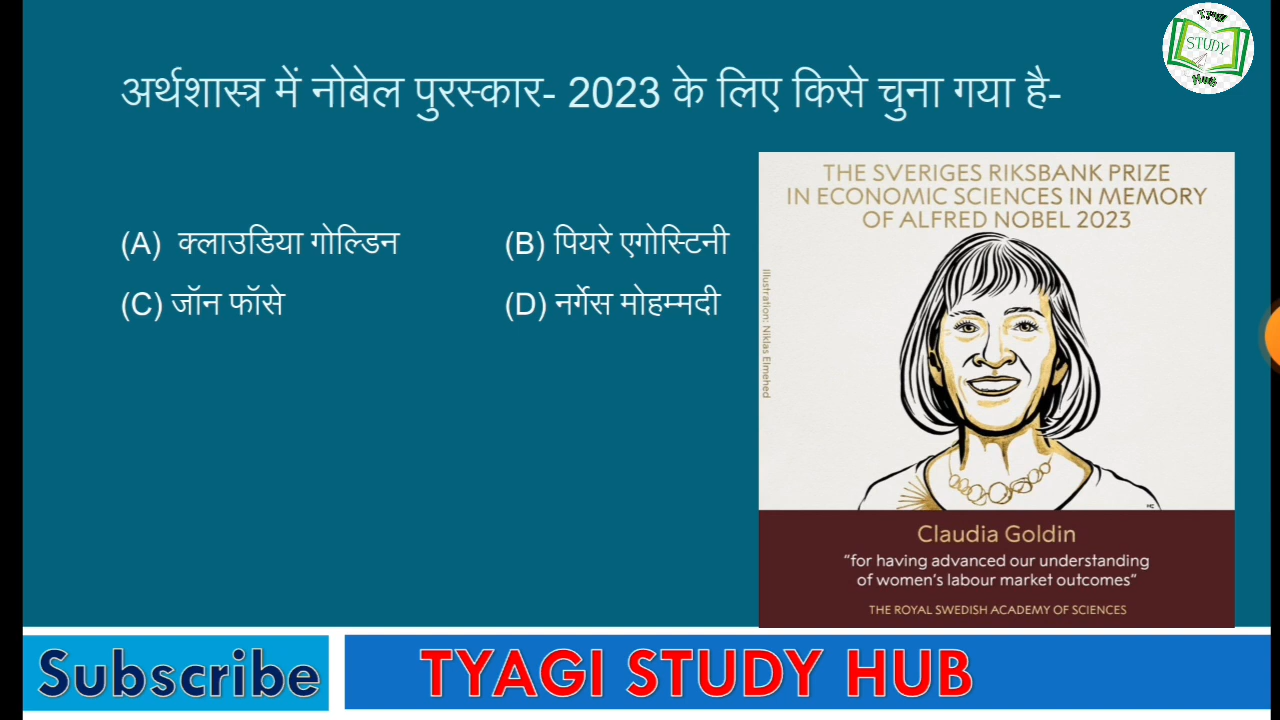 अर्थशास्त्र में नोबेल पुरस्कार- 2023 के लिए किसे चुना गया है-
(A) क्लाउडिया गोल्डिन
(B) पियरे एगोस्टिनी
(C) जॉन फॉसे
(D) नर्गेस मोहम्मदी
THE SVERIGES RIKSBANK PRIZE
IN ECONOMIC SCIENCES IN MEMORY
OF ALFRED NOBEL 2023
Illustration: Niklas Elmehed
Claudia Goldin
“for having advanced our understanding
of women’s labour market outcomes”
THE ROYAL SWEDISH ACADEMY OF SCIENCES
STUDY
Subscribe
TYAGI STUDY HUB